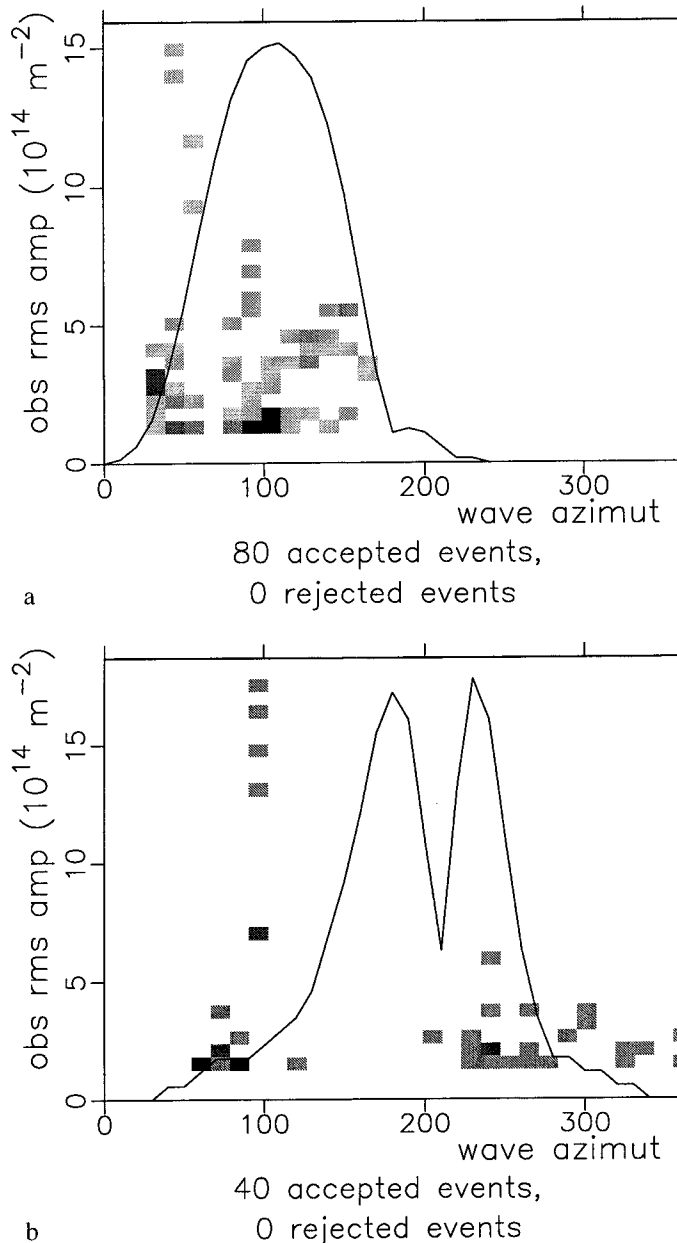 15
10
5
0
obs rms amp (10^14 m^−2)
0 100 200 300
wave azimut
80 accepted events,
0 rejected events
a
15
10
5
0
obs rms amp (10^14 m^−2)
0 100 200 300
wave azimut
40 accepted events,
0 rejected events
b